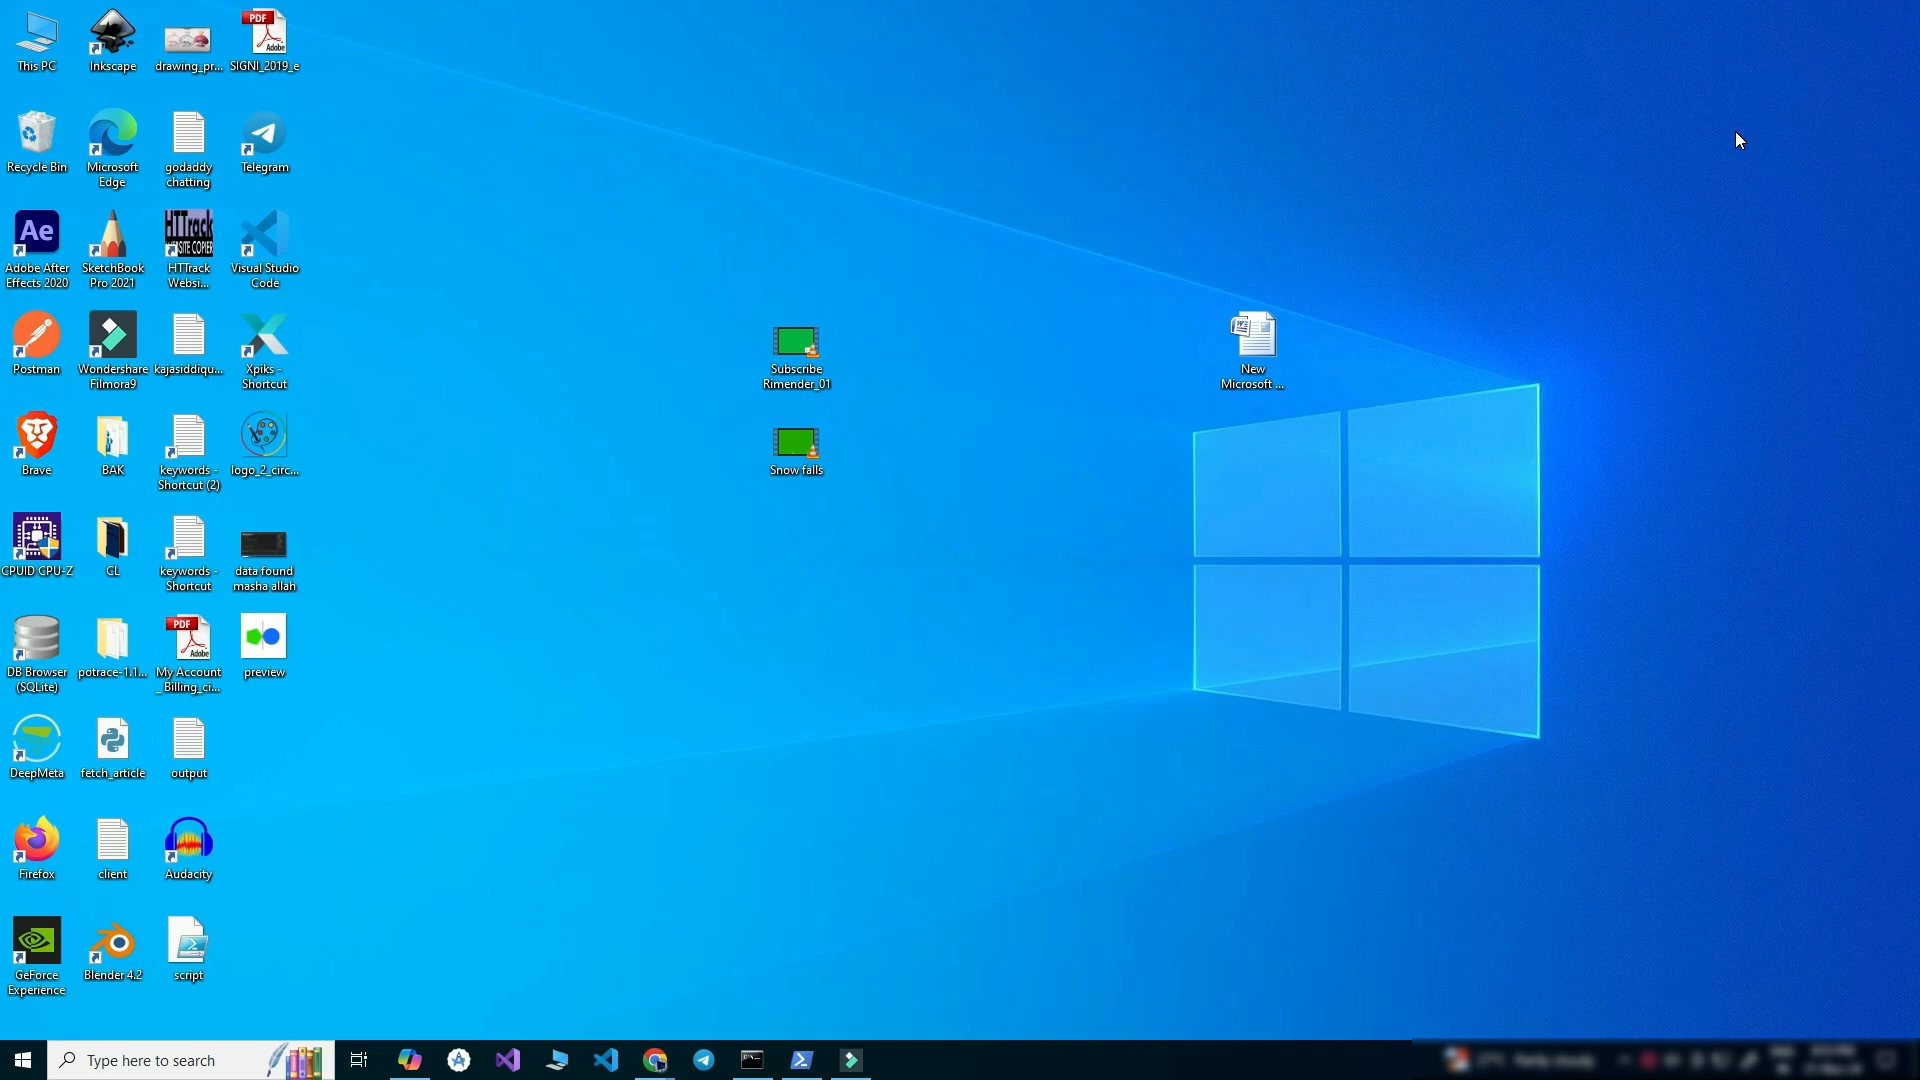 This PC
Inkscape
drawing_pr...
SIGNI_2019_e
Recycle Bin
Microsoft
Edge
godaddy
chatting
Telegram
Adobe After
Effects 2020
SketchBook
Pro 2021
HTTrack
Websi...
Visual Studio
Code
Postman
Wondershare
Filmora9
kajasiddiqu...
Xpiks -
Shortcut
Subscribe
Rimender_01
New
Microsoft ...
Brave
BAK
keywords -
Shortcut (2)
logo_2_circ...
Snow falls
CPUID CPU-Z
CL
keywords -
Shortcut
data found
masha allah
DB Browser
(SQLite)
potrace-1.1...
My Account
_ Billing_ci...
preview
DeepMeta
fetch_article
output
Firefox
client
Audacity
GeForce
Experience
Blender 4.2
script
Type here to search